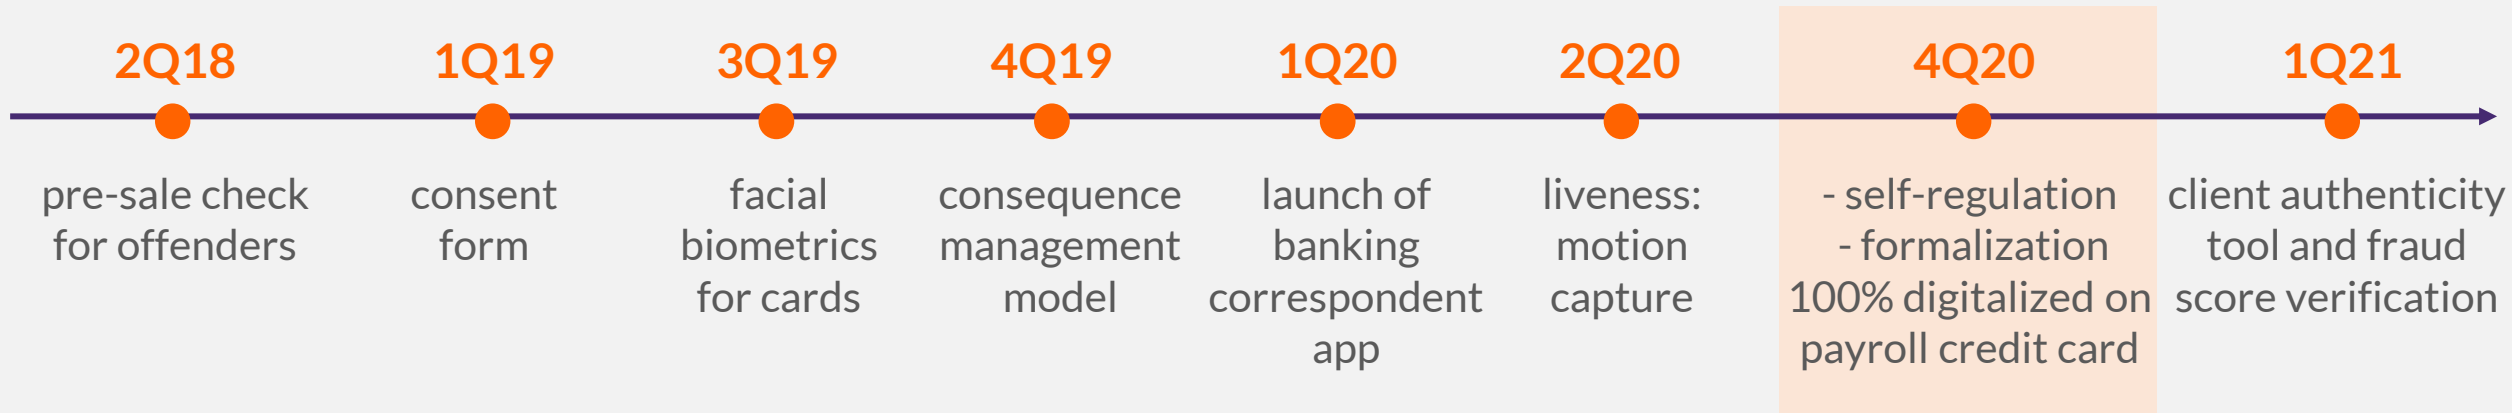 2Q18
pre-sale check
for offenders
1Q19
consent
form
3Q19
facial
biometrics
for cards
4Q19
consequence
management
model
1Q20
launch of
banking
correspondent
app
2Q20
liveness:
motion
capture
4Q20
- self-regulation
- formalization
100% digitalized on
payroll credit card
1Q21
client authenticity
tool and fraud
score verification